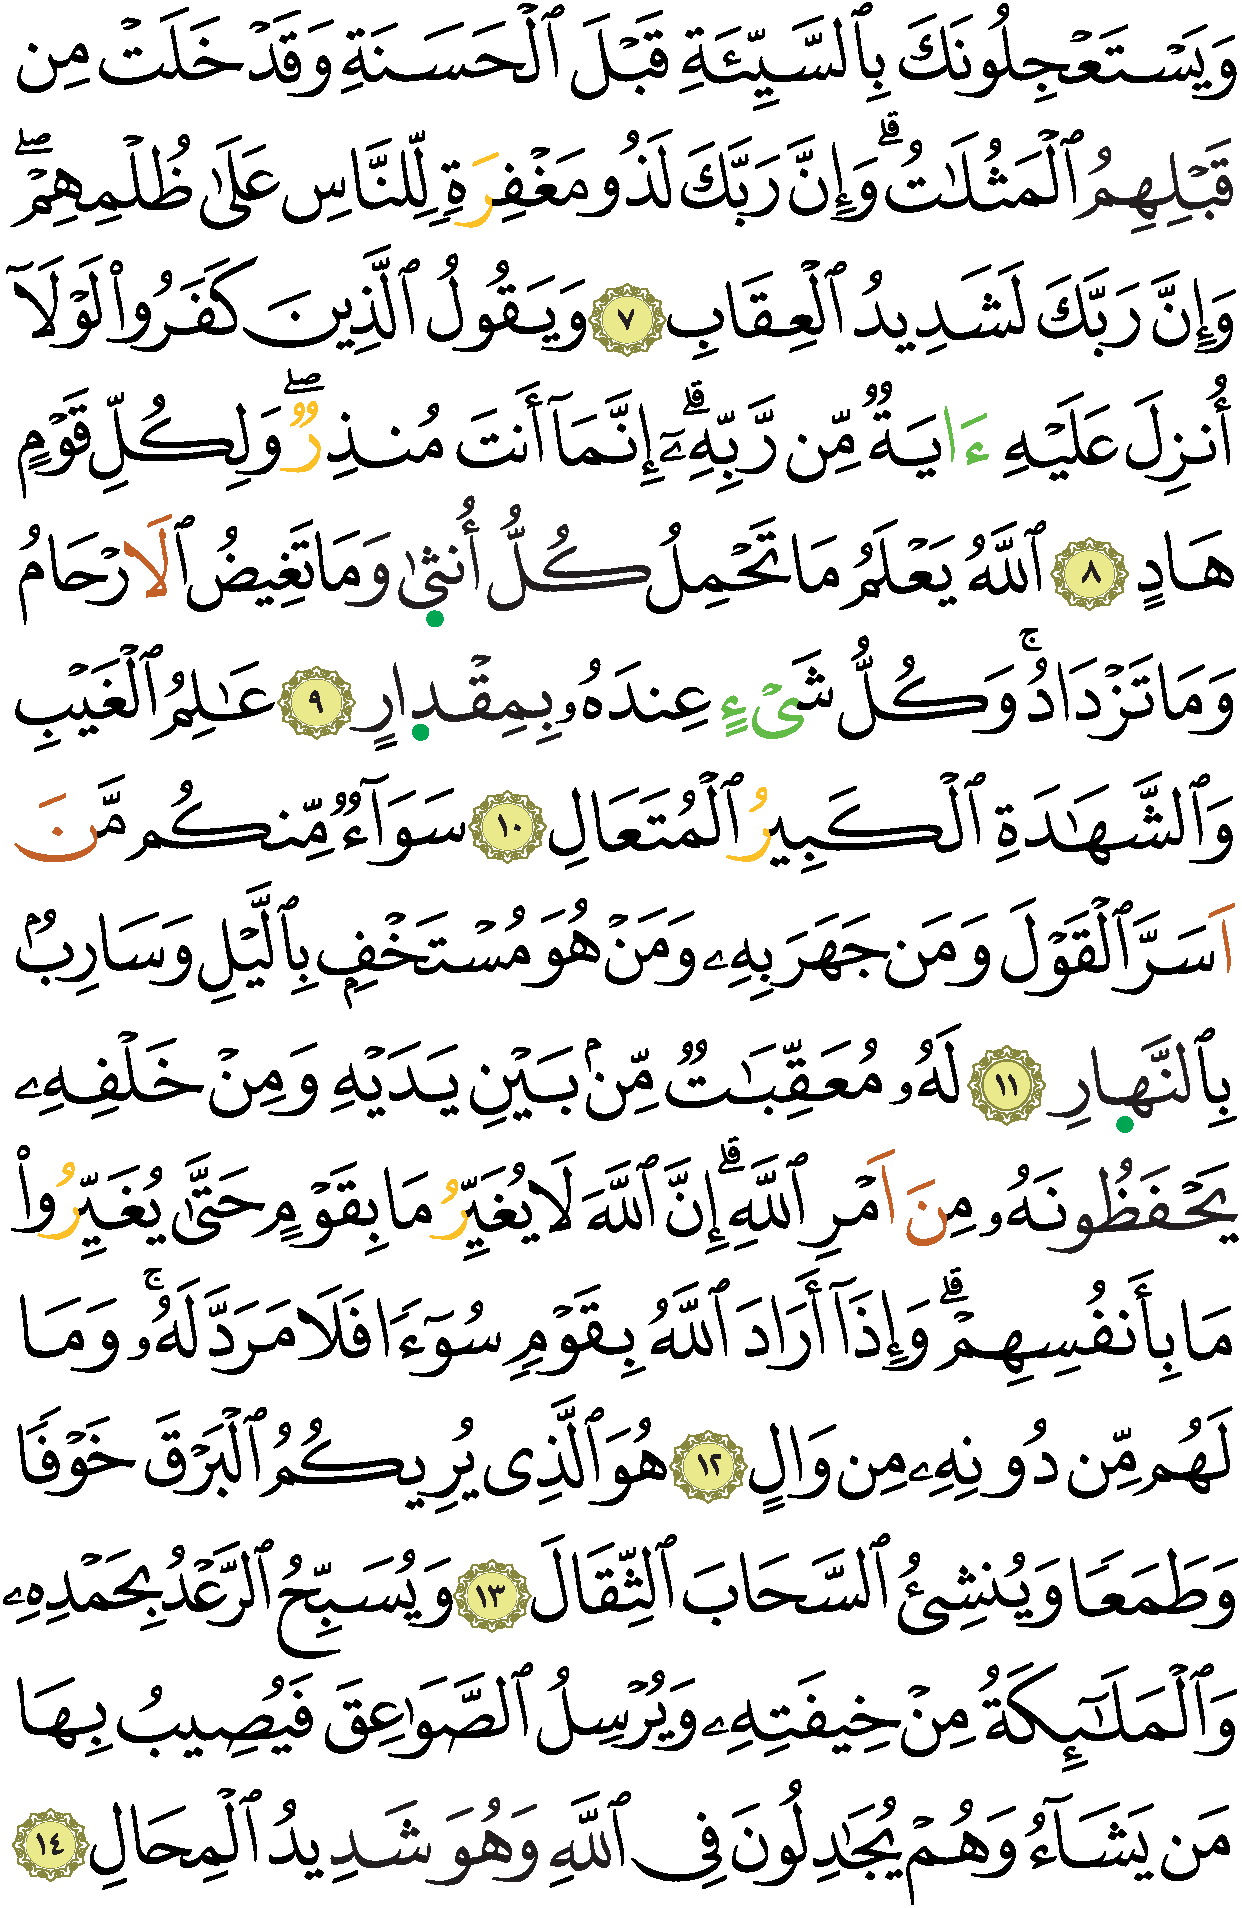 وَيَسْتَعْجِلُونَكَ بِٱلسَّيِّئَةِ قَبْلَ ٱلْحَسَنَةِ وَقَدْ خَلَتْ مِن
قَبْلِهِمُ ٱلْمَثُلَٰتُ ۗ وَإِنَّ رَبَّكَ لَذُو مَغْفِرَةٍ لِّلنَّاسِ عَلَىٰ ظُلْمِهِمْ ۖ
وَإِنَّ رَبَّكَ لَشَدِيدُ ٱلْعِقَابِ ٧ وَيَقُولُ ٱلَّذِينَ كَفَرُوا۟ لَوْلَآ
أُنزِلَ عَلَيْهِ ءَايَةٌ مِّن رَّبِّهِۦٓ ۗ إِنَّمَآ أَنتَ مُنذِرٌ ۖ وَلِكُلِّ قَوْمٍ
هَادٍ ٨ ٱللَّهُ يَعْلَمُ مَا تَحْمِلُ كُلُّ أُنثَىٰ وَمَا تَغِيضُ ٱلَارْحَامُ
وَمَا تَزْدَادُ ۚ وَكُلُّ شَىْءٍ عِندَهُۥ بِمِقْدارٍ ٩ عَٰلِمُ ٱلْغَيْبِ
وَٱلشَّهَٰدَةِ ٱلْكَبِيرُ ٱلْمُتَعَالِ ١٠ سَوَآءٌ مِّنكُم مَّنَ
اَسَرَّ ٱلْقَوْلَ وَمَن جَهَرَ بِهِۦ وَمَنْ هُوَ مُسْتَخْفٍۭ بِٱلَّيْلِ وَسَارِبٌۢ
بِٱلنَّهارِ ١١ لَهُۥ مُعَقِّبَٰتٌ مِّنۢ بَيْنِ يَدَيْهِ وَمِنْ خَلْفِهِۦ
يَحْفَظُونَهُۥ مِنَ اَمْرِ ٱللَّهِ ۗ إِنَّ ٱللَّهَ لَا يُغَيِّرُ مَا بِقَوْمٍ حَتَّىٰ يُغَيِّرُوا۟
مَا بِأَنفُسِهِمْ ۗ وَإِذَآ أَرَادَ ٱللَّهُ بِقَوْمٍ سُوٓءًا فَلَا مَرَدَّ لَهُۥ ۚ وَمَا
لَهُم مِّن دُونِهِۦ مِن وَالٍ ١٢ هُوَ ٱلَّذِى يُرِيكُمُ ٱلْبَرْقَ خَوْفًا
وَطَمَعًا وَيُنشِئُ ٱلسَّحَابَ ٱلثِّقَالَ ١٣ وَيُسَبِّحُ ٱلرَّعْدُ بِحَمْدِهِۦ
وَٱلْمَلَٰٓئِكَةُ مِنْ خِيفَتِهِۦ وَيُرْسِلُ ٱلصَّوَٰعِقَ فَيُصِيبُ بِهَا
مَن يَشَآءُ وَهُمْ يُجَٰدِلُونَ فِى ٱللَّهِ وَهُوَ شَدِيدُ ٱلْمِحَالِ ١٤